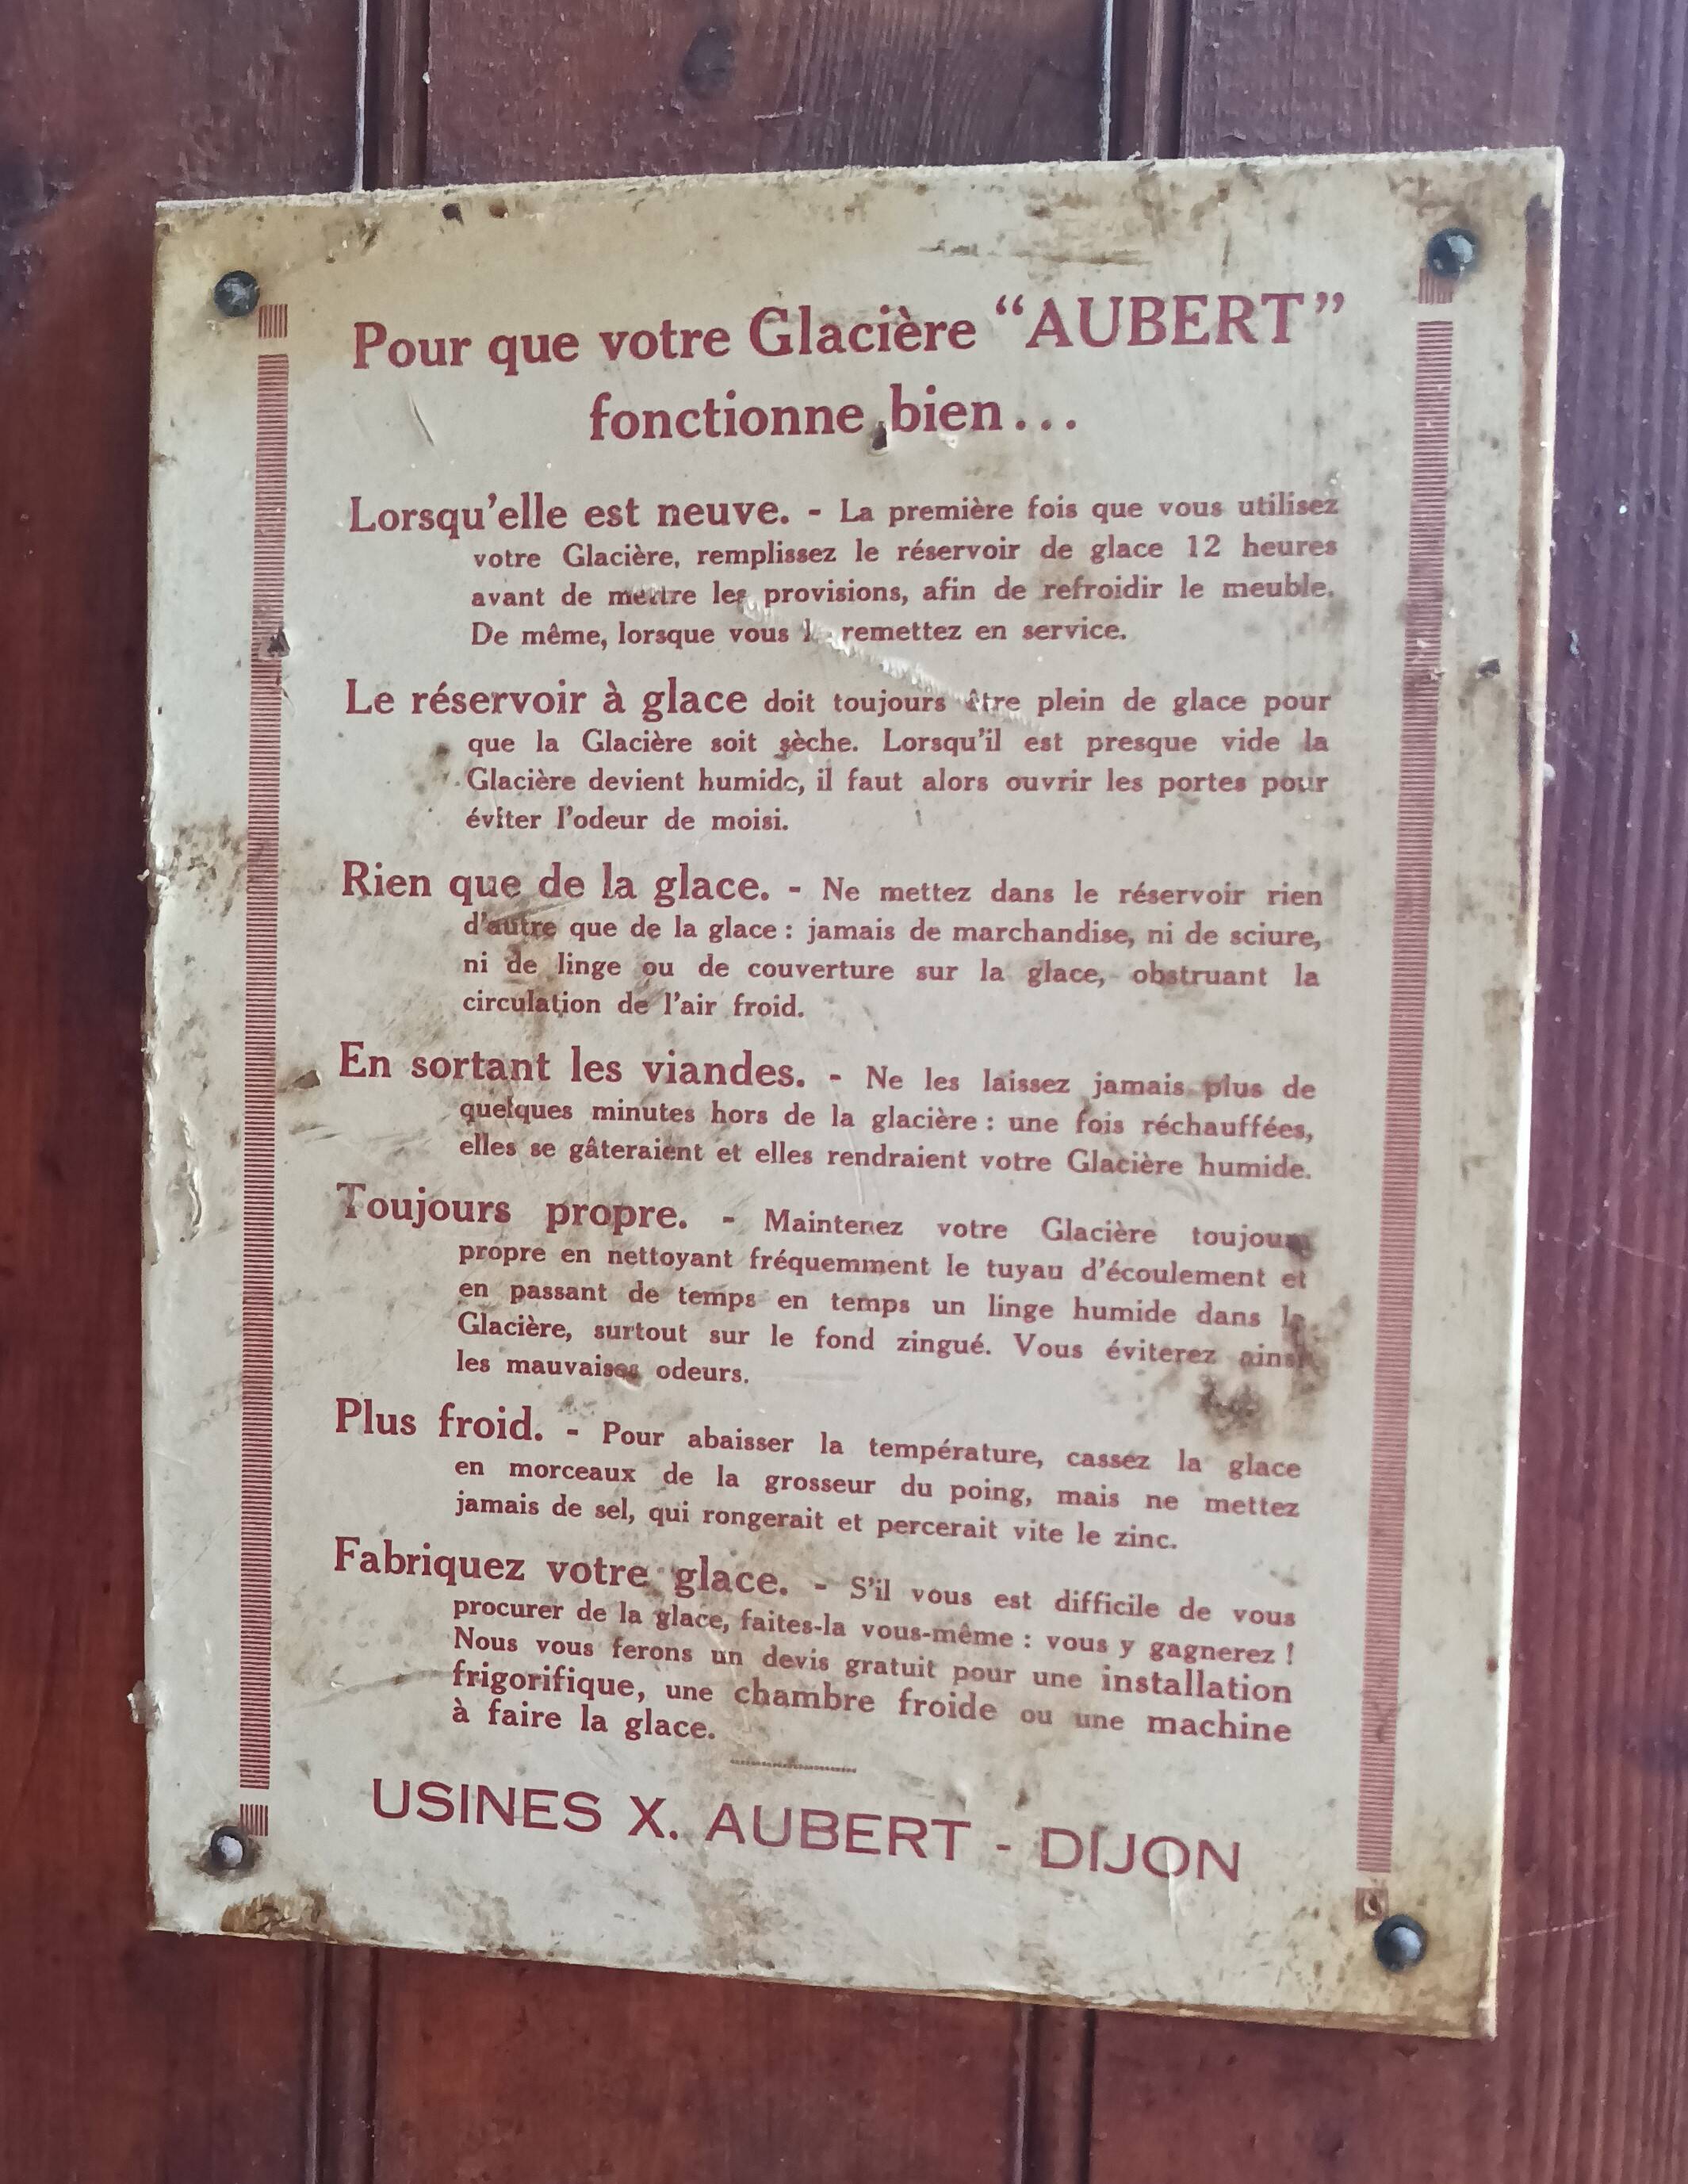 Pour que votre Glacière “AUBERT”
fonctionne bien...
Lorsqu'elle est neuve. - La première fois que vous utilisez
votre Glacière, remplissez le réservoir de glace 12 heures
avant de mettre les provisions, afin de refroidir le meuble.
De même, lorsque vous remettez en service.
Le réservoir à glace doit toujours être plein de glace pour
que la Glacière soit sèche. Lorsqu'il est presque vide la
Glacière devient humide, il faut alors ouvrir les portes pour
éviter l'odeur de moisi.
Rien que de la glace. - Ne mettez dans le réservoir rien
d'autre que de la glace : jamais de marchandise, ni de sciure,
ni de linge ou de couverture sur la glace, obstruant la
circulation de l'air froid.
En sortant les viandes. - Ne les laissez jamais plus de
quelques minutes hors de la glacière : une fois réchauffées,
elles se gâteraient et elles rendraient votre Glacière humide.
Toujours propre. - Maintenez votre Glacière toujours
propre en nettoyant fréquemment le tuyau d'écoulement et
en passant de temps en temps un linge humide dans la
Glacière, surtout sur le fond zingué. Vous éviterez ainsi
les mauvaises odeurs.
Plus froid. - Pour abaisser la température, cassez la glace
en morceaux de la grosseur du poing, mais ne mettez
jamais de sel, qui rongerait et percerait vite le zinc.
Fabriquez votre glace. - S'il vous est difficile de vous
procurer de la glace, faites-la vous-même : vous y gagnerez !
Nous vous ferons un devis gratuit pour une installation
frigorifique, une chambre froide ou une machine
à faire la glace.
USINES X. AUBERT - DIJON